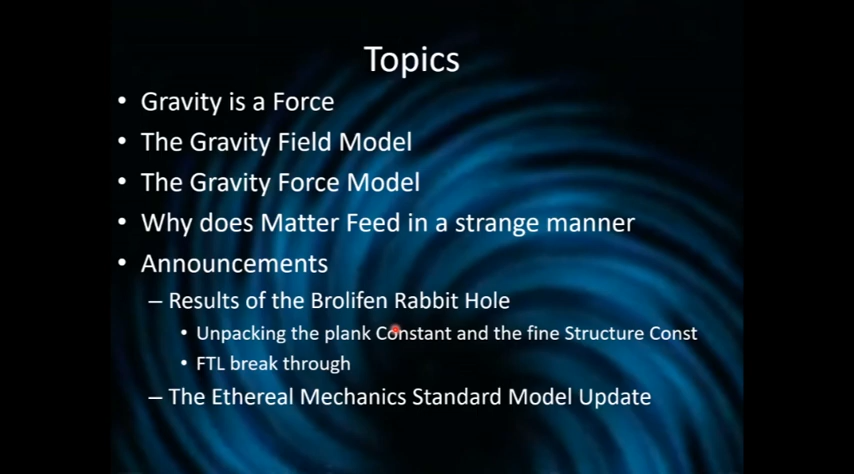 Topics
• Gravity is a Force
• The Gravity Field Model
• The Gravity Force Model
• Why does Matter Feed in a strange manner
• Announcements
– Results of the Brolifen Rabbit Hole
• Unpacking the plank Constant and the fine Structure Const
• FTL break through
– The Ethereal Mechanics Standard Model Update